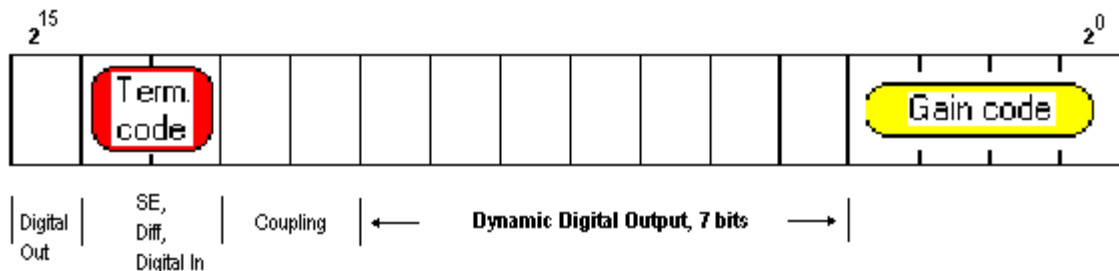 2^15
2^0
Term.
code
Gain code
Digital
Out
SE,
Diff,
Digital In
Coupling
Dynamic Digital Output, 7 bits